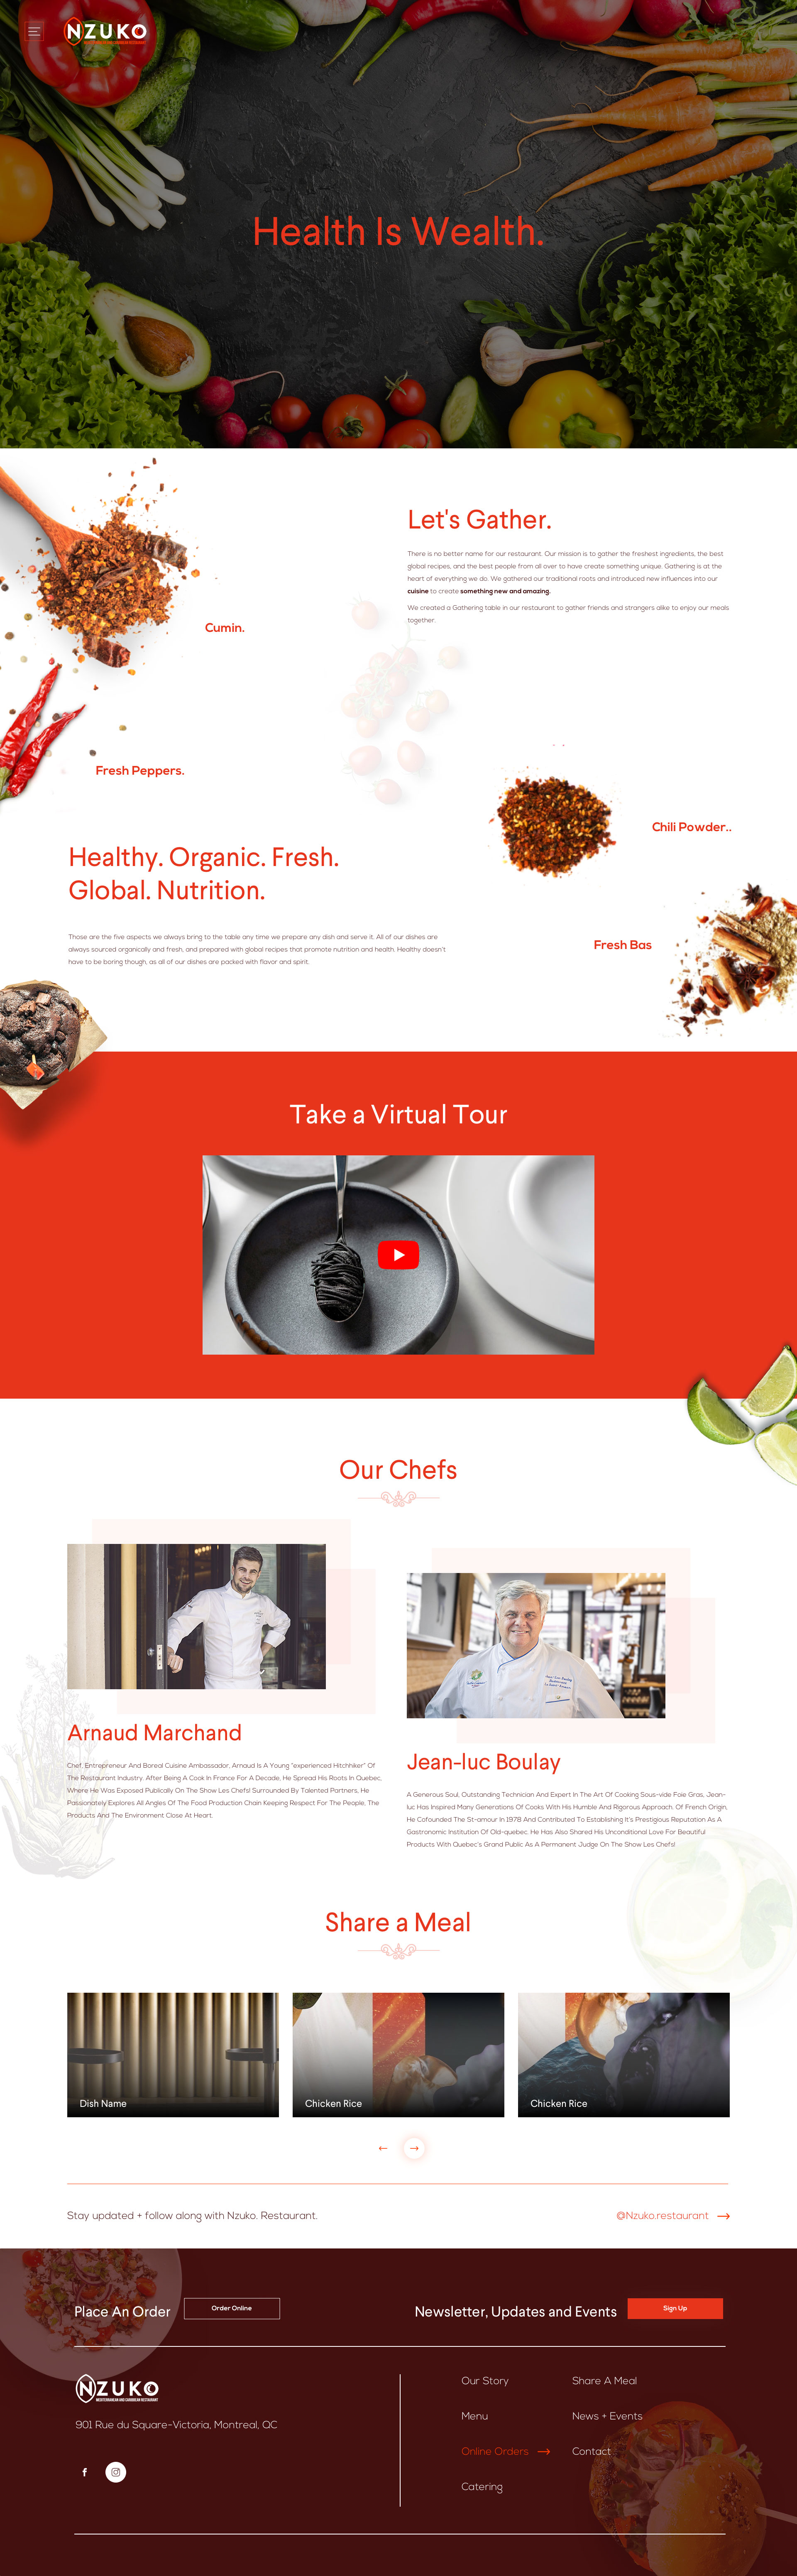 NZUKO
Health Is Wealth.
Let's Gather.
There is no better name for our restaurant. Our mission is to gather the freshest ingredients, the best
global recipes, and the best people from all over to have create something unique. Gathering is at the
heart of everything we do. We gathered our traditional roots and introduced new influences into our
cuisine to create something new and amazing.
We created a Gathering table in our restaurant to gather friends and strangers alike to enjoy our meals
together.
Cumin.
Fresh Peppers.
Chili Powder..
Healthy. Organic. Fresh.
Global. Nutrition.
Fresh Bas
Those are the five aspects we always bring to the table any time we prepare any dish and serve it. All of our dishes are
always sourced organically and fresh, and prepared with global recipes that promote nutrition and health. Healthy doesn't
have to be boring though, as all of our dishes are packed with flavor and spirit.
Take a Virtual Tour
Our Chefs
Arnaud Marchand
Chef, Entrepreneur And Boreal Cuisine Ambassador, Arnaud Is A Young "experienced Hitchhiker" Of
The Restaurant Industry. After Being A Cook In France For A Decade, He Spread His Roots In Quebec,
Where He Was Exposed Publically On The Show Les Chefs! Surrounded By Talented Partners, He
Passionately Explores All Angles Of The Food Production Chain Keeping Respect For The People, The
Products And The Environment Close At Heart.
Jean-luc Boulay
A Generous Soul, Outstanding Technician And Expert In The Art Of Cooking Sous-vide Foie Gras, Jean-
luc Has Inspired Many Generations Of Cooks With His Humble And Rigorous Approach. Of French Origin,
He Cofounded The St-amour In 1978 And Contributed To Establishing It's Prestigious Reputation As A
Gastronomic Institution Of Old-quebec. He Has Also Shared His Unconditional Love For Beautiful
Products With Quebec's Grand Public As A Permanent Judge On The Show Les Chefs!
Share a Meal
Dish Name
Chicken Rice
Chicken Rice
Stay updated + follow along with Nzuko. Restaurant.
@Nzuko.restaurant
Place An Order
Order Online
Newsletter, Updates and Events
Sign Up
NZUKO
MEDITERRANEAN AND CARIBBEAN RESTAURANT
901 Rue du Square-Victoria, Montreal, QC
Our Story
Share A Meal
Menu
News + Events
Online Orders
Contact
Catering